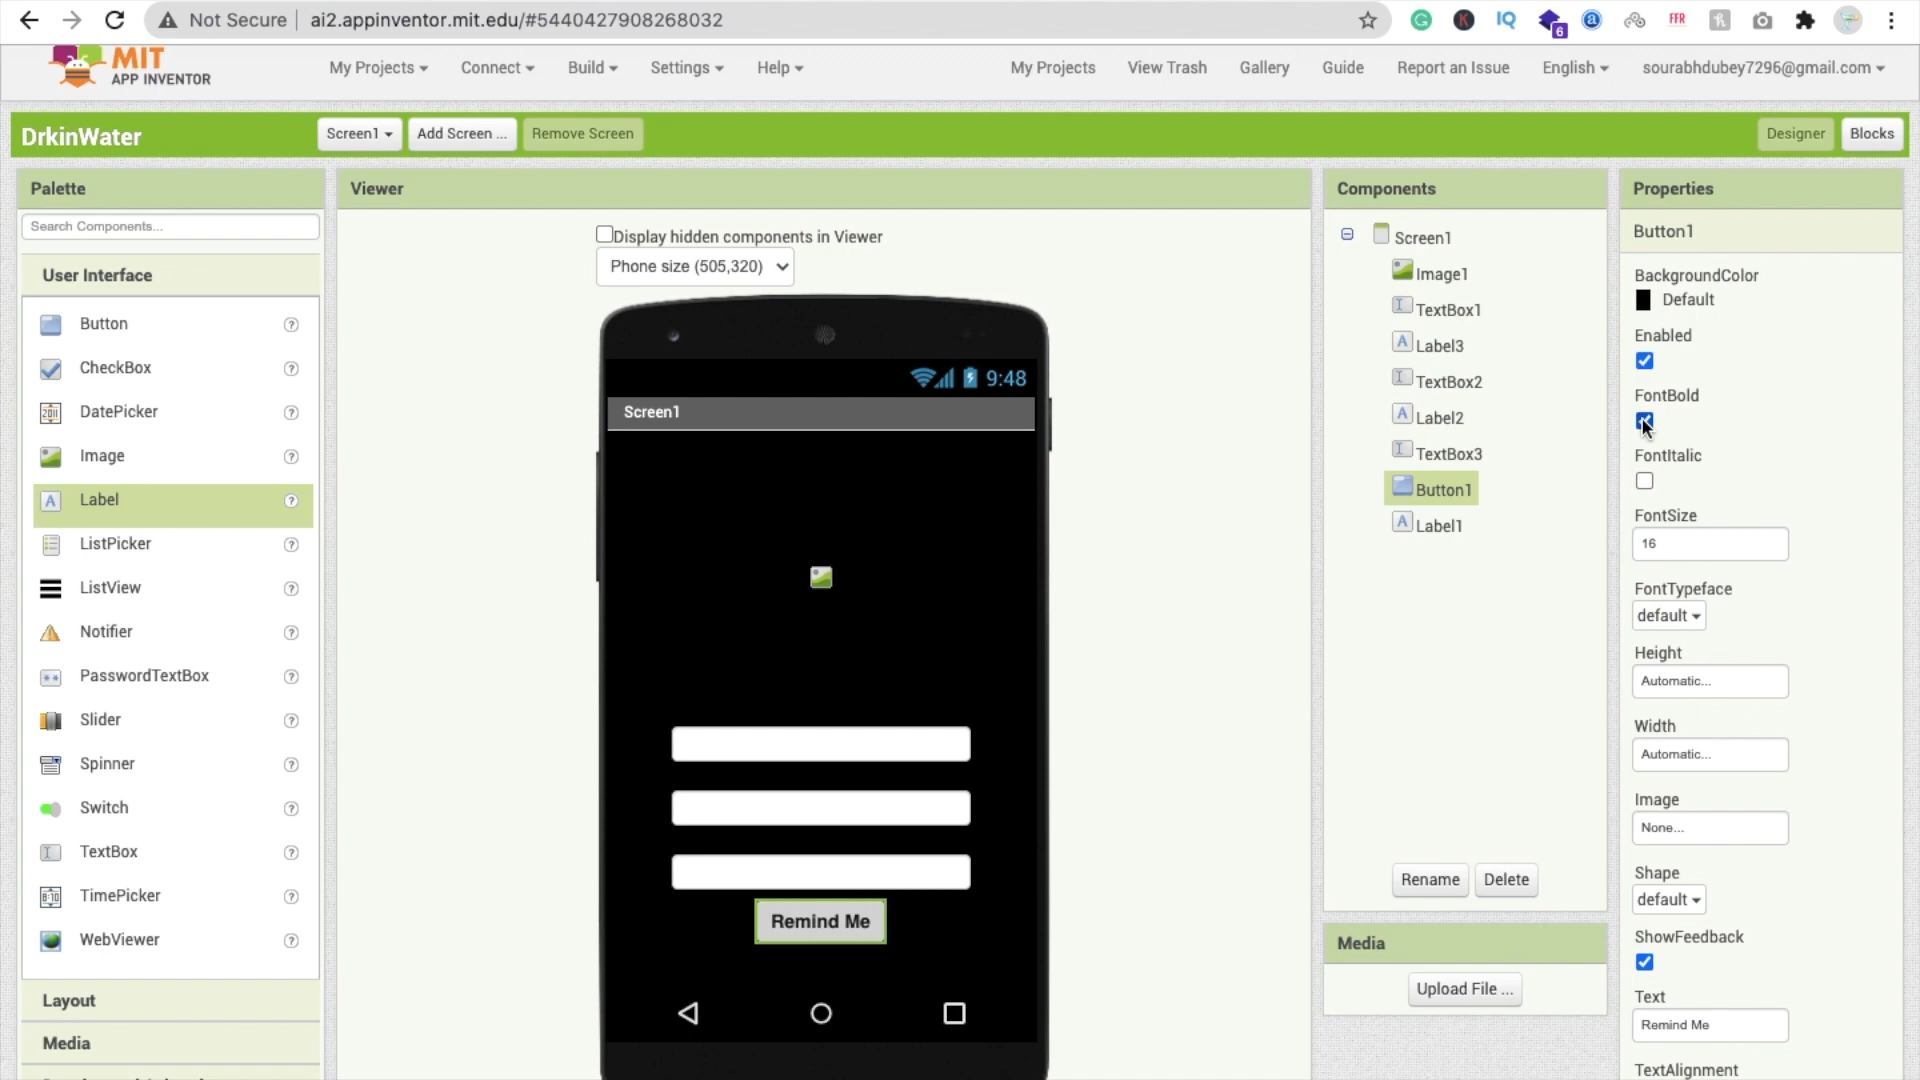 Not Secure
ai2.appinventor.mit.edu/#5440427908268032
6
FFR
MIT
APP INVENTOR
My Projects
Connect
Build
Settings
Help
My Projects
View Trash
Gallery
Guide
Report an Issue
English
sourabhdubey7296@gmail.com
DrkinWater
Screen1
Add Screen ...
Remove Screen
Designer
Blocks
Palette
Search Components...
User Interface
Button
CheckBox
DatePicker
Image
Label
ListPicker
ListView
Notifier
PasswordTextBox
Slider
Spinner
Switch
TextBox
TimePicker
WebViewer
Layout
Media
Viewer
Display hidden components in Viewer
Phone size (505,320)
9:48
Screen1
Remind Me
Components
Screen1
Image1
TextBox1
Label3
TextBox2
Label2
TextBox3
Button1
Label1
Rename
Delete
Media
Upload File ...
Properties
Button1
BackgroundColor
Default
Enabled
FontBold
FontItalic
FontSize
16
FontTypeface
default
Height
Automatic...
Width
Automatic...
Image
None...
Shape
default
ShowFeedback
Text
Remind Me
TextAlignment